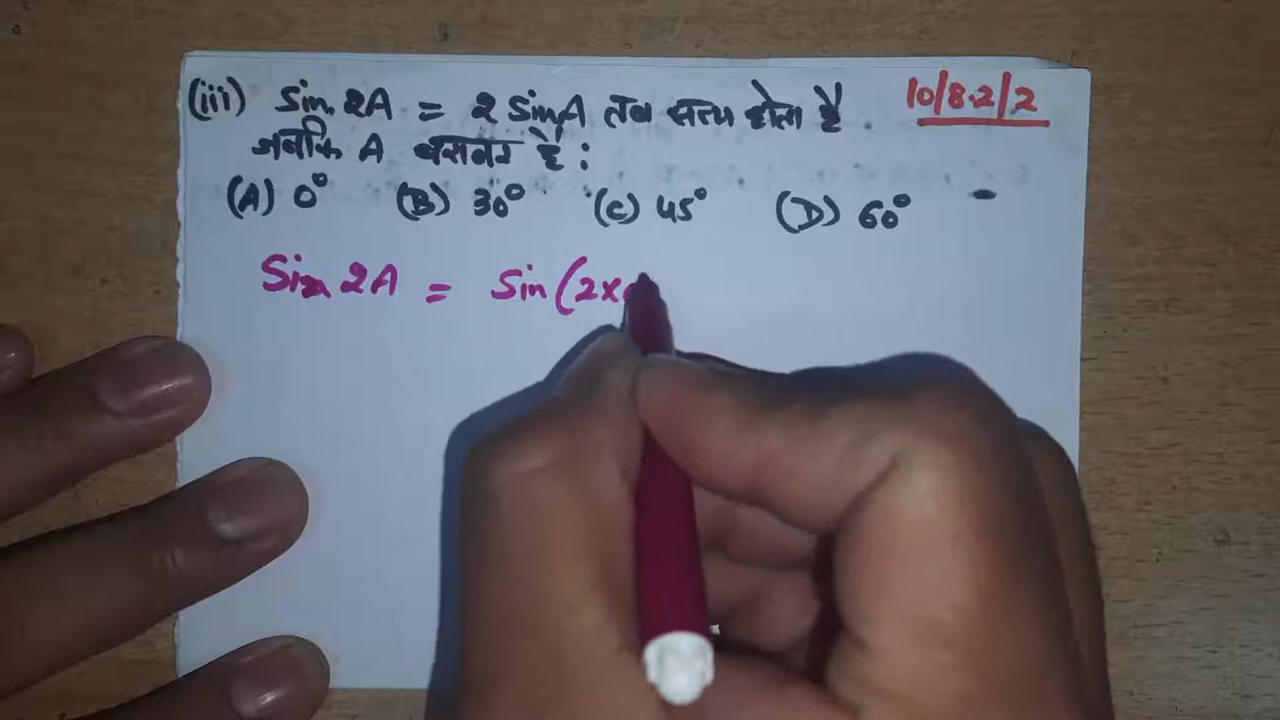 (iii) Sin 2A = 2 SinA तब सत्य होता है
10/8.2/2
जबकि A बराबर है :
(A) 0° (B) 30° (C) 45° (D) 60°
Sin 2A = Sin (2×